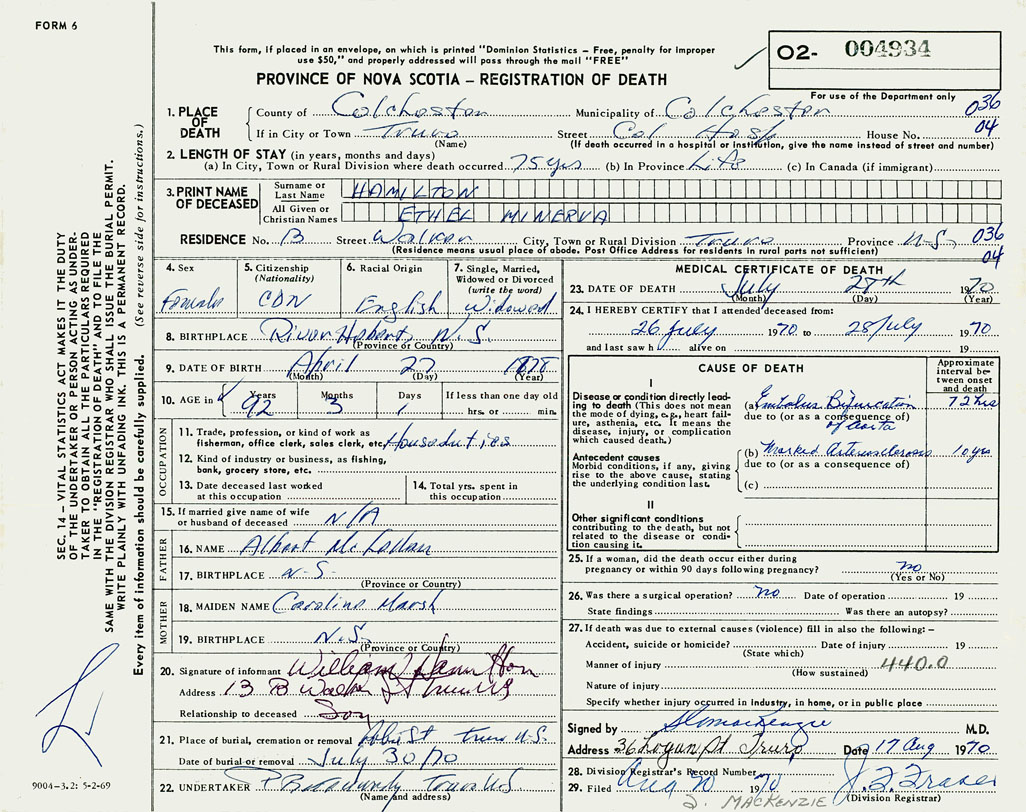 FORM 6
This form, if placed in an envelope, on which is printed "Dominion Statistics – Free, penalty for improper
use $50," and properly addressed will pass through the mail "FREE"
O2- 004934
For use of the Department only
PROVINCE OF NOVA SCOTIA – REGISTRATION OF DEATH
036
04
1. PLACE OF DEATH
County of Colchester Municipality of Colchester
If in City or Town Truro Street Col Hosp House No.
(Name) (If death occurred in a hospital or institution, give the name instead of street and number)
2. LENGTH OF STAY (in years, months and days)
(a) In City, Town or Rural Division where death occurred 75 yrs (b) In Province Life (c) In Canada (if immigrant)
3. PRINT NAME OF DECEASED
Surname or Last Name HAMILTON
All Given or Christian Names ETHEL MINERVA
RESIDENCE No. B Street Walker City, Town or Rural Division Truro Province N.S. 036
(Residence means usual place of abode. Post Office Address for residents in rural parts not sufficient) 04
4. Sex
Female
5. Citizenship
(Nationality)
CDN
6. Racial Origin
English
7. Single, Married,
Widowed or Divorced
(write the word)
Widowed
8. BIRTHPLACE River Hebert, N.S.
(Province or Country)
9. DATE OF BIRTH April 27 1878
(Month) (Day) (Year)
10. AGE in Years Months Days If less than one day old
92 3 1 hrs. or min.
OCCUPATION
11. Trade, profession, or kind of work as
fisherman, office clerk, sales clerk, etc. Houseduties
12. Kind of industry or business, as fishing,
bank, grocery store, etc.
13. Date deceased last worked
at this occupation
14. Total yrs. spent in
this occupation
15. If married give name of wife
or husband of deceased N/A
FATHER
16. NAME Albert McLellan
17. BIRTHPLACE N.S.
(Province or Country)
MOTHER
18. MAIDEN NAME Caroline Marsh
19. BIRTHPLACE N.S.
(Province or Country)
20. Signature of informant William Hamilton
Address 13 B Walker St Truro NS
Relationship to deceased Son
21. Place of burial, cremation or removal St Truro N.S.
Date of burial or removal July 30/70
22. UNDERTAKER Truro NS
(Name and address)
MEDICAL CERTIFICATE OF DEATH
23. DATE OF DEATH July 28th 1970
(Month) (Day) (Year)
24. I HEREBY CERTIFY that I attended deceased from:
26 July 1970 to 28 July 1970
and last saw h alive on 19
CAUSE OF DEATH
Approximate
interval be-
tween onset
and death
I
Disease or condition directly lead-
ing to death (This does not mean
the mode of dying, e.g., heart fail-
ure, asthenia, etc. It means the
disease, injury, or complication
which caused death.)
(a) Embolus Bifurcation 72 hrs
due to (or as a consequence of)
of Aorta
Antecedent causes
Morbid conditions, if any, giving
rise to the above cause, stating
the underlying condition last.
(b) Marked Arteriosclerosis 10 yrs
due to (or as a consequence of)
(c)
II
Other significant conditions
contributing to the death, but not
related to the disease or condi-
tion causing it.
25. If a woman, did the death occur either during
pregnancy or within 90 days following pregnancy? no
(Yes or No)
26. Was there a surgical operation? no Date of operation 19
State findings Was there an autopsy?
27. If death was due to external causes (violence) fill in also the following: –
Accident, suicide or homicide? Date of injury 19
(State which)
Manner of injury 440.0
(How sustained)
Nature of injury
Specify whether injury occurred in industry, in home, or in public place
Signed by MacKenzie M.D.
Address 36 Logan St Truro Date 17 Aug 1970
28. Division Registrar's Record Number
29. Filed Aug 20 1970
(Division Registrar)
J. MACKENZIE
SEC. 14 – VITAL STATISTICS ACT MAKES IT THE DUTY
OF THE UNDERTAKER OR PERSON ACTING AS UNDER-
TAKER TO OBTAIN ALL THE PARTICULARS REQUIRED
IN THE "REGISTRATION OF DEATH" AND TO FILE THE
SAME WITH THE DIVISION REGISTRAR WHO SHALL ISSUE THE BURIAL PERMIT.
WRITE PLAINLY WITH UNFADING INK. THIS IS A PERMANENT RECORD.
Every item of information should be carefully supplied. (See reverse side for instructions.)
9004–3.2: 5-2-69